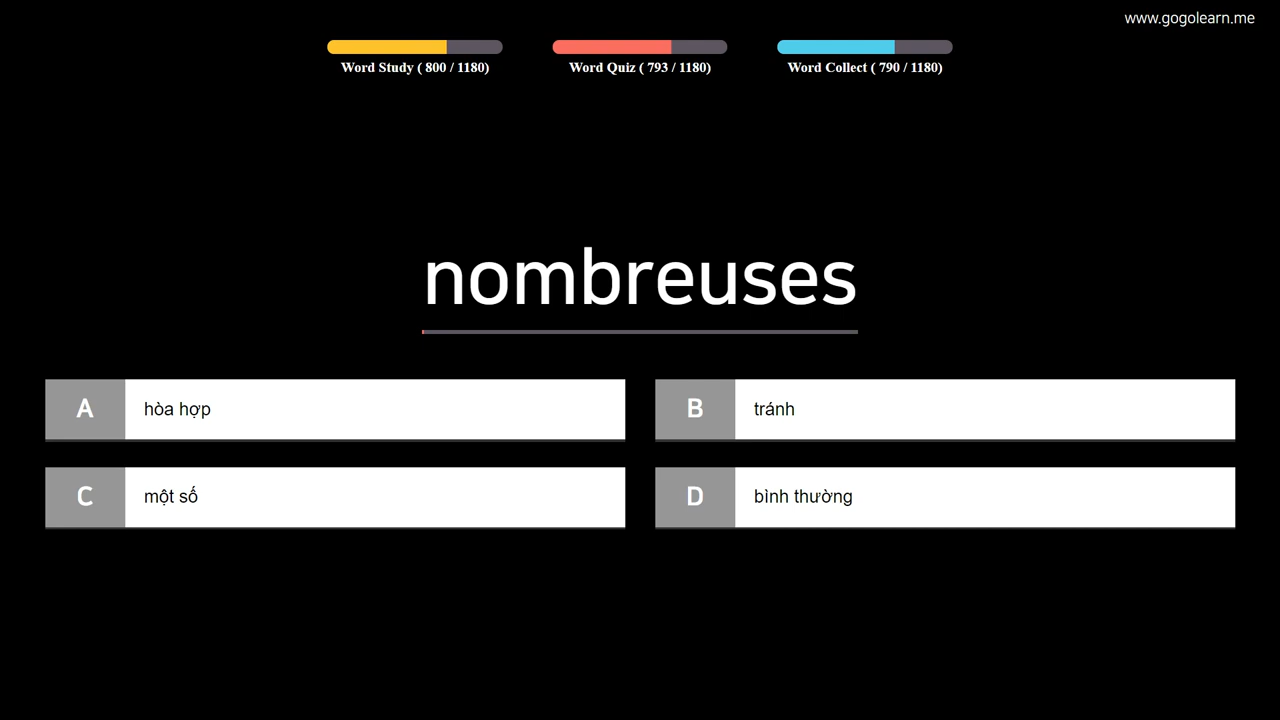 www.gogolearn.me
Word Study ( 800 / 1180)
Word Quiz ( 793 / 1180)
Word Collect ( 790 / 1180)
nombreuses
A hòa hợp
B tránh
C một số
D bình thường